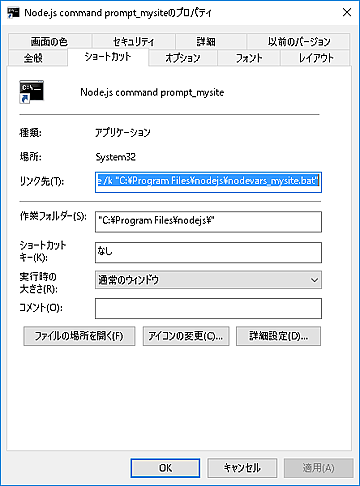 Node.js command prompt_mysiteのプロパティ
画面の色 セキュリティ 詳細 以前のバージョン
全般 ショートカット オプション フォント レイアウト
C:\
Node.js command prompt_mysite
種類: アプリケーション
場所: System32
リンク先(T): e /k "C:¥Program Files¥nodejs¥nodevars_mysite.bat"
作業フォルダー(S): "C:¥Program Files¥nodejs¥"
ショートカット
キー(K): なし
実行時の
大きさ(R): 通常のウィンドウ
コメント(O):
ファイルの場所を開く(F) アイコンの変更(C)... 詳細設定(D)...
OK キャンセル 適用(A)